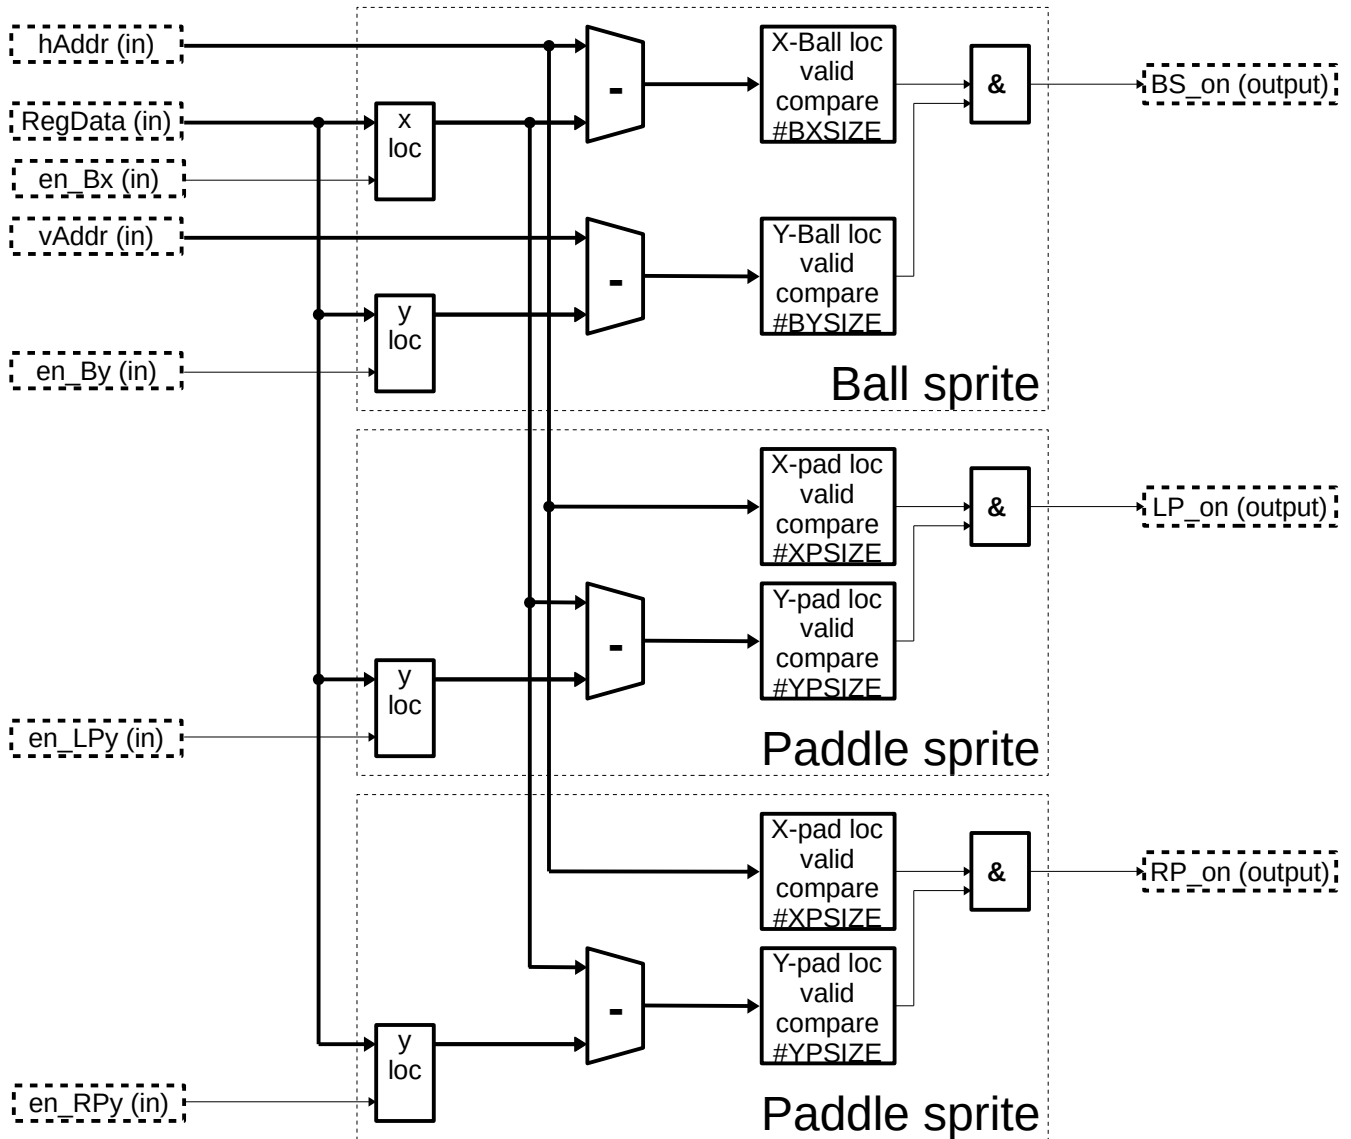 hAddr (in)
RegData (in)
en_Bx (in)
vAddr (in)
en_By (in)
x
loc
y
loc
-
-
X-Ball loc
valid
compare
#BXSIZE
Y-Ball loc
valid
compare
#BYSIZE
&
BS_on (output)
Ball sprite
en_LPy (in)
y
loc
-
X-pad loc
valid
compare
#XPSIZE
Y-pad loc
valid
compare
#YPSIZE
&
LP_on (output)
Paddle sprite
en_RPy (in)
y
loc
-
X-pad loc
valid
compare
#XPSIZE
Y-pad loc
valid
compare
#YPSIZE
&
RP_on (output)
Paddle sprite